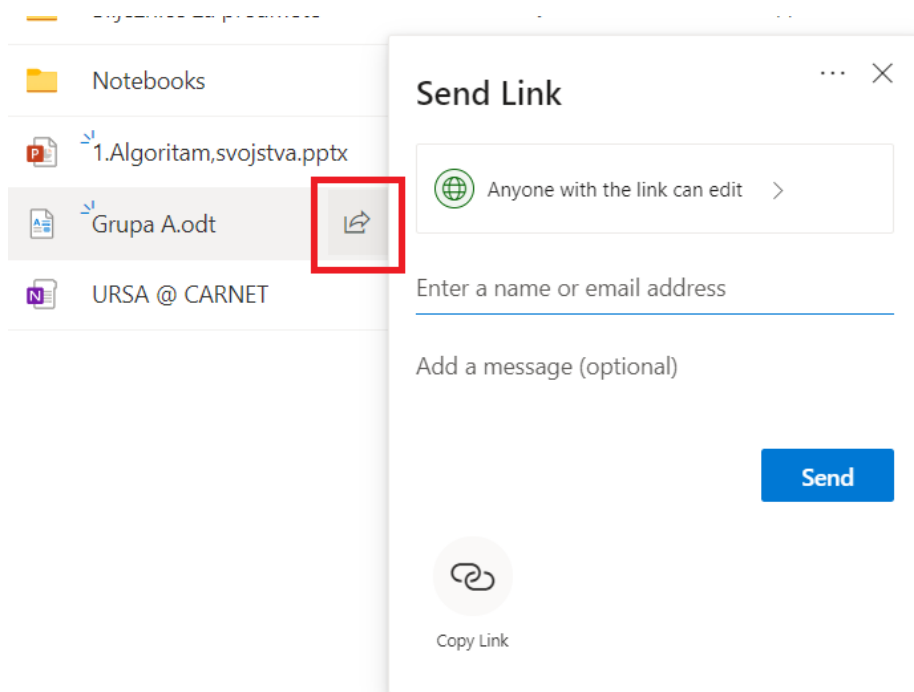 Notebooks
1.Algoritam,svojstva.pptx
Grupa A.odt
URSA @ CARNET
Send Link
Anyone with the link can edit
Enter a name or email address
Add a message (optional)
Send
Copy Link